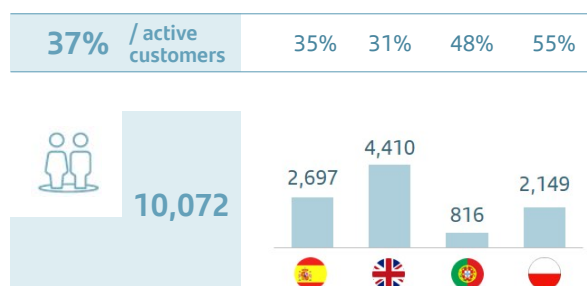 37% / active customers 35% 31% 48% 55%
10,072
2,697 4,410 816 2,149